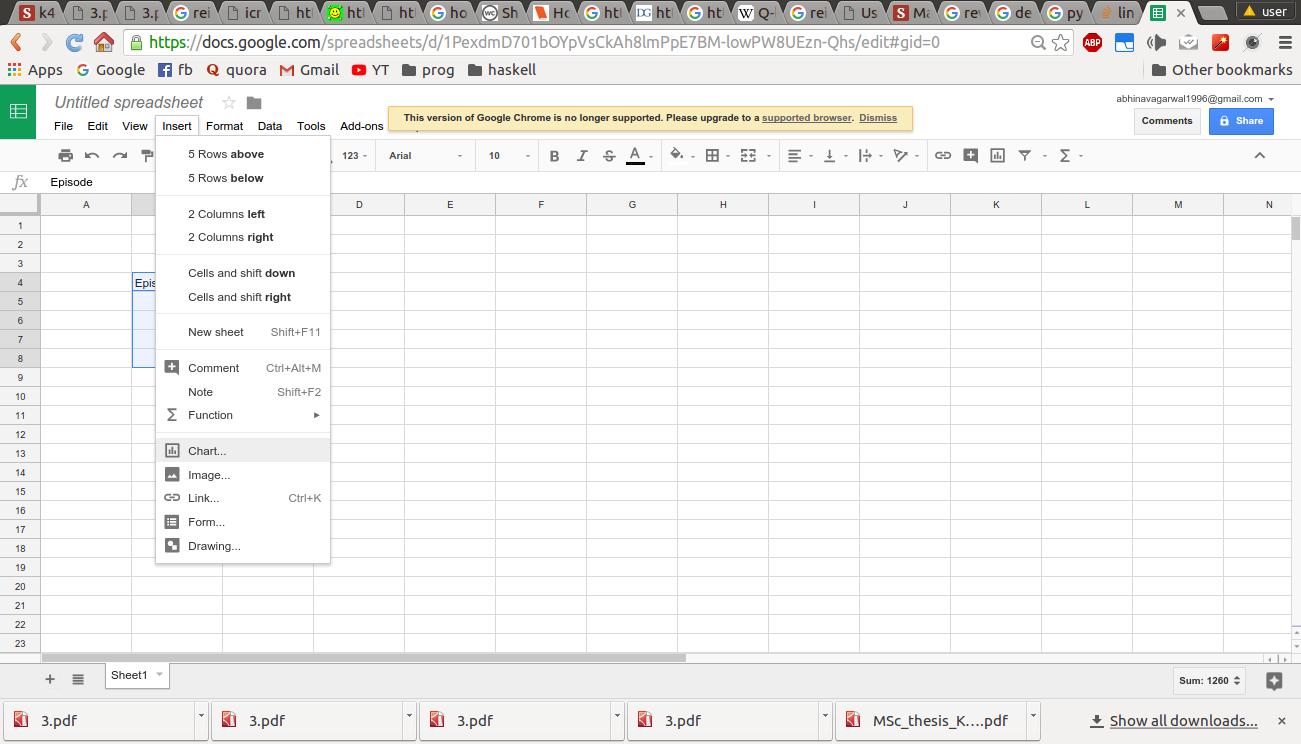 k4 3.p 3.p rei icr ht ht ht ho Sh Ho ht ht ht Q- rei Us Ma re de py lin user
https://docs.google.com/spreadsheets/d/1PexdmD701bOYpVsCkAh8lmPpE7BM-lowPW8UEzn-Qhs/edit#gid=0 ABP
Apps Google fb quora Gmail YT prog haskell Other bookmarks
Untitled spreadsheet abhinavagarwal1996@gmail.com
File Edit View Insert Format Data Tools Add-ons This version of Google Chrome is no longer supported. Please upgrade to a supported browser. Dismiss Comments Share
123 Arial 10 B I S A Σ
fx Episode
A D E F G H I J K L M N
1
2
3
4 Epis
5
6
7
8
9
10
11
12
13
14
15
16
17
18
19
20
21
22
23
5 Rows above
5 Rows below
2 Columns left
2 Columns right
Cells and shift down
Cells and shift right
New sheet Shift+F11
Comment Ctrl+Alt+M
Note Shift+F2
Σ Function
Chart...
Image...
Link... Ctrl+K
Form...
Drawing...
+ Sheet1 Sum: 1260
3.pdf 3.pdf 3.pdf 3.pdf MSc_thesis_K....pdf Show all downloads...